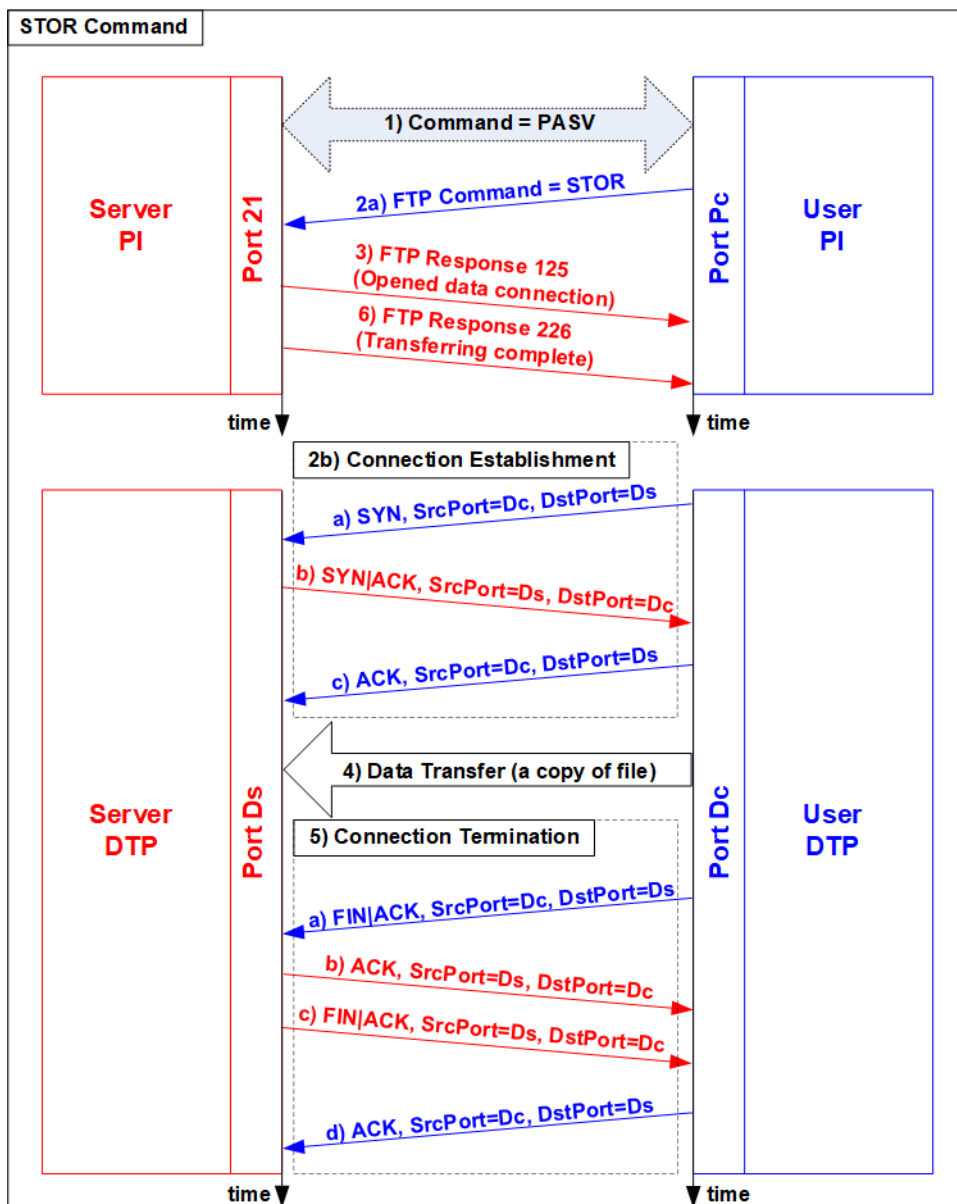 STOR Command
1) Command = PASV
2a) FTP Command = STOR
Server
PI
Port 21
Port Pc
User
PI
3) FTP Response 125
(Opened data connection)
6) FTP Response 226
(Transferring complete)
time
time
2b) Connection Establishment
a) SYN, SrcPort=Dc, DstPort=Ds
b) SYN|ACK, SrcPort=Ds, DstPort=Dc
c) ACK, SrcPort=Dc, DstPort=Ds
4) Data Transfer (a copy of file)
Server
DTP
Port Ds
Port Dc
User
DTP
5) Connection Termination
a) FIN|ACK, SrcPort=Dc, DstPort=Ds
b) ACK, SrcPort=Ds, DstPort=Dc
c) FIN|ACK, SrcPort=Ds, DstPort=Dc
d) ACK, SrcPort=Dc, DstPort=Ds
time
time